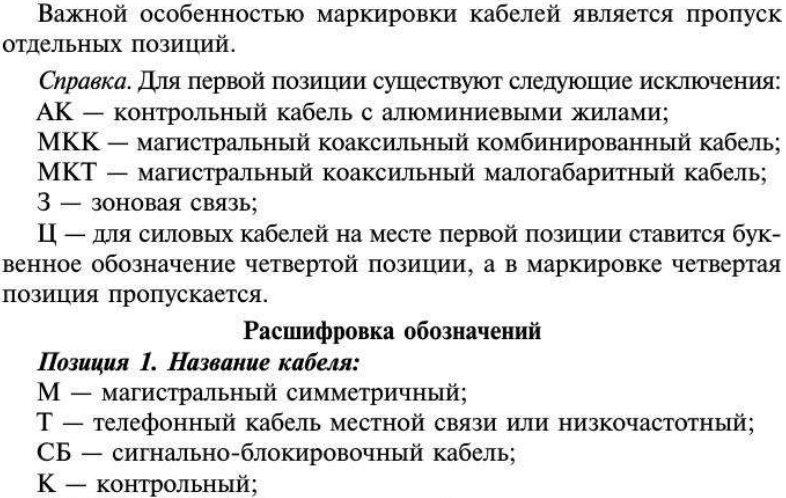 Важной особенностью маркировки кабелей является пропуск
отдельных позиций.
Справка. Для первой позиции существуют следующие исключения:
АК — контрольный кабель с алюминиевыми жилами;
МКК — магистральный коаксильный комбинированный кабель;
МКТ — магистральный коаксильный малогабаритный кабель;
З — зоновая связь;
Ц — для силовых кабелей на месте первой позиции ставится бук-
венное обозначение четвертой позиции, а в маркировке четвертая
позиция пропускается.
Расшифровка обозначений
Позиция 1. Название кабеля:
М — магистральный симметричный;
Т — телефонный кабель местной связи или низкочастотный;
СБ — сигнально-блокировочный кабель;
К — контрольный;